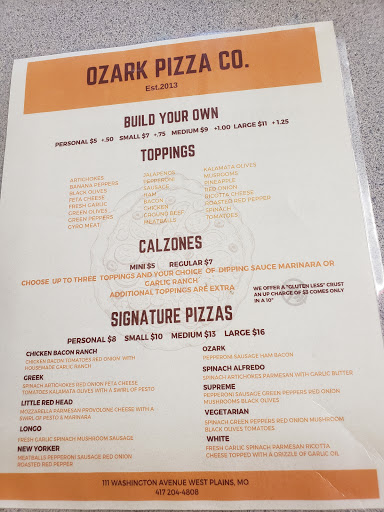 OZARK PIZZA CO.
Est.2013
BUILD YOUR OWN
PERSONAL $5 +.50 SMALL $7 +.75 MEDIUM $9 +1.00 LARGE $11 +1.25
TOPPINGS
ARTICHOKES
BANANA PEPPERS
BLACK OLIVES
FETA CHEESE
FRESH GARLIC
GREEN OLIVES
GREEN PEPPERS
GYRO MEAT
JALAPENOS
PEPPERONI
SAUSAGE
HAM
BACON
CHICKEN
GROUND BEEF
MEATBALLS
KALAMATA OLIVES
MUSHROOMS
PINEAPPLE
RED ONION
RICOTTA CHEESE
ROASTED RED PEPPER
SPINACH
TOMATOES
CALZONES
MINI $5 REGULAR $7
CHOOSE UP TO THREE TOPPINGS AND YOUR CHOICE OF DIPPING SAUCE MARINARA OR
GARLIC RANCH
ADDITIONAL TOPPINGS ARE EXTRA
WE OFFER A "GLUTEN LESS" CRUST
AN UP CHARGE OF $3 COMES ONLY
IN A 10"
SIGNATURE PIZZAS
PERSONAL $8 SMALL $10 MEDIUM $13 LARGE $16
CHICKEN BACON RANCH
CHICKEN BACON TOMATOES RED ONION WITH
HOUSEMADE GARLIC RANCH
GREEK
SPINACH ARTICHOKES RED ONION FETA CHEESE
TOMATOES KALAMATA OLIVES WITH A SWIRL OF PESTO
LITTLE RED HEAD
MOZZARELLA PARMESAN PROVOLONE CHEESE WITH A
SWIRL OF PESTO & MARINARA
LONGO
FRESH GARLIC SPINACH MUSHROOM SAUSAGE
NEW YORKER
MEATBALLS PEPPERONI SAUSAGE RED ONION
ROASTED RED PEPPER
OZARK
PEPPERONI SAUSAGE HAM BACON
SPINACH ALFREDO
SPINACH ARTICHOKES PARMESAN WITH GARLIC BUTTER
SUPREME
PEPPERONI SAUSAGE GREEN PEPPERS RED ONION
MUSHROOMS BLACK OLIVES
VEGETARIAN
SPINACH GREEN PEPPERS RED ONION MUSHROOM
BLACK OLIVES TOMATOES
WHITE
FRESH GARLIC SPINACH PARMESAN RICOTTA
CHEESE TOPPED WITH A DRIZZLE OF GARLIC OIL
111 WASHINGTON AVENUE WEST PLAINS, MO
417 204-4808